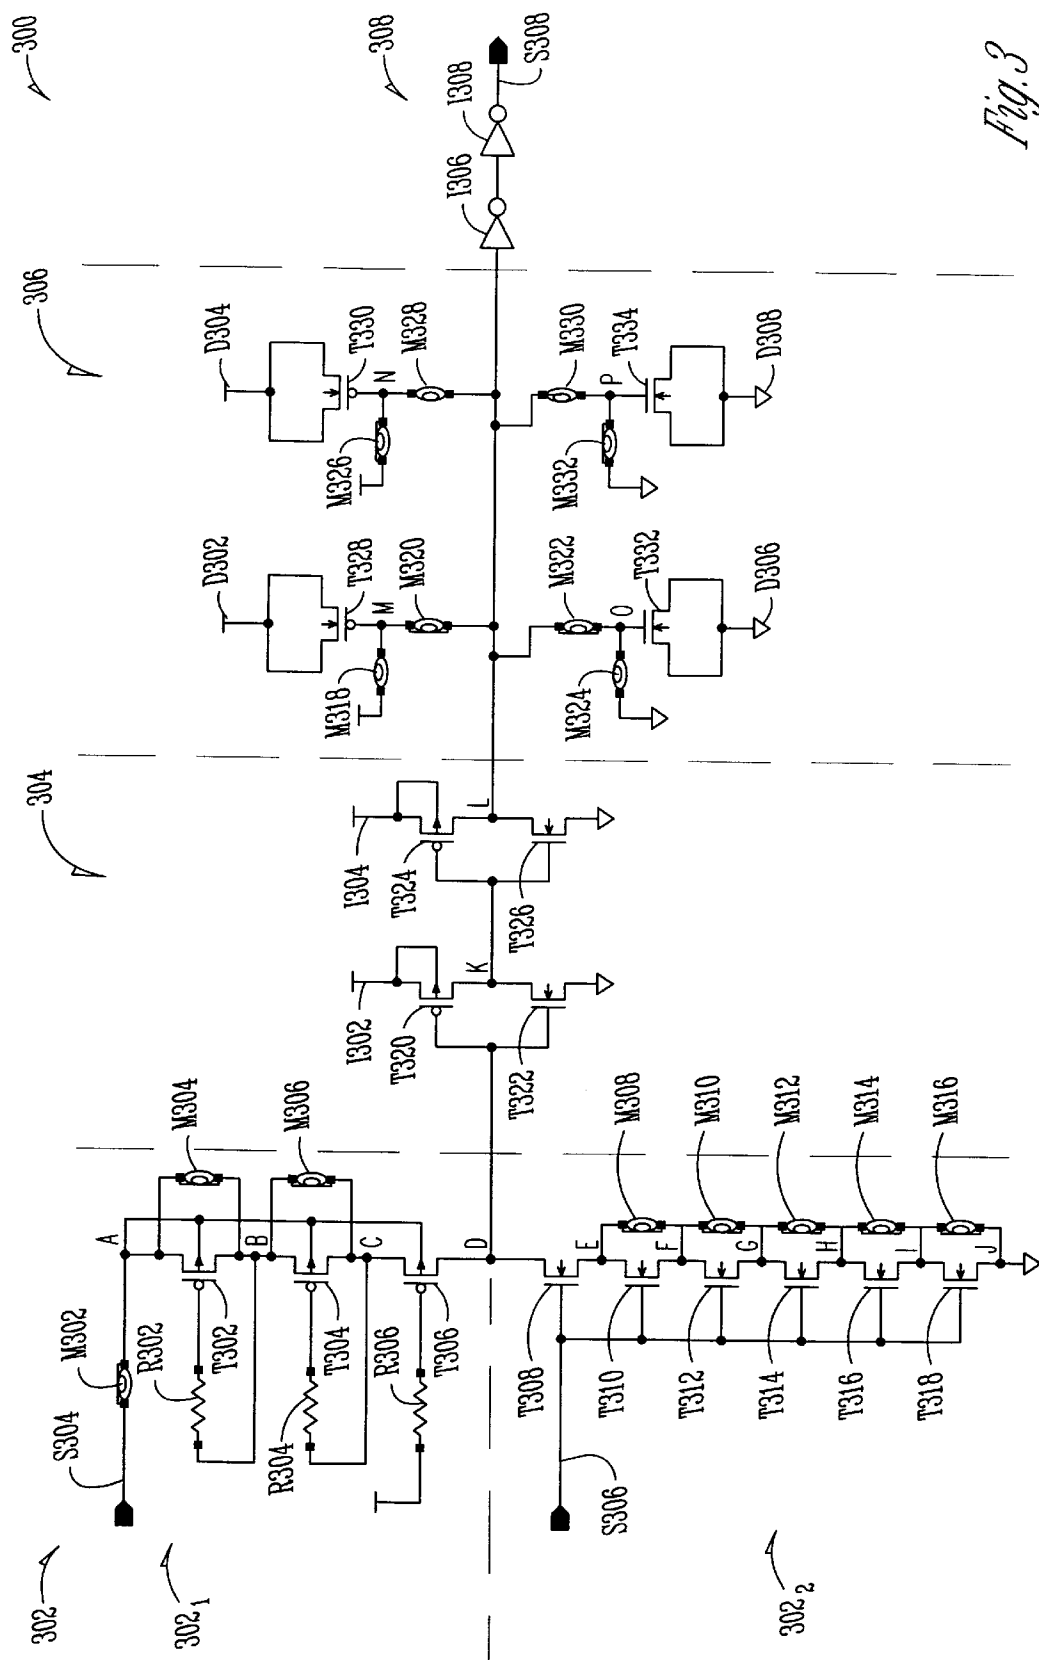 300
308
S308
I308
I306
Fig.3
306
D304
T330
N
M328
M326
M330
P
T334
M332
D308
D302
T328
M
M320
M318
M322
O
T332
M324
D306
304
I304
T324
L
T326
I302
T320
K
T322
M304
M306
M308
M310
M312
M314
M316
A
B
C
D
E
F
G
H
I
J
S304
M302
R302
T302
R304
T304
R306
T306
T308
T310
T312
T314
T316
T318
S306
302
302₁
302₂